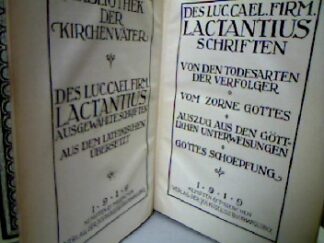 BIBLIOTHEK
DER
KIRCHENVÄTER
DES LUC. CAEL. FIRM.
LACTANTIUS
AUSGEWÄHLTE SCHRIFTEN
AUS DEM LATEINISCHEN
ÜBERSETZT
1919
DES LUC. CAEL. FIRM.
LACTANTIUS
SCHRIFTEN
VON DEN TODESARTEN
DER VERFOLGER
VOM ZORNE GOTTES
AUSZUG AUS DEN GÖTT-
LICHEN UNTERWEISUNGEN
GOTTES SCHOEPFUNG
1919